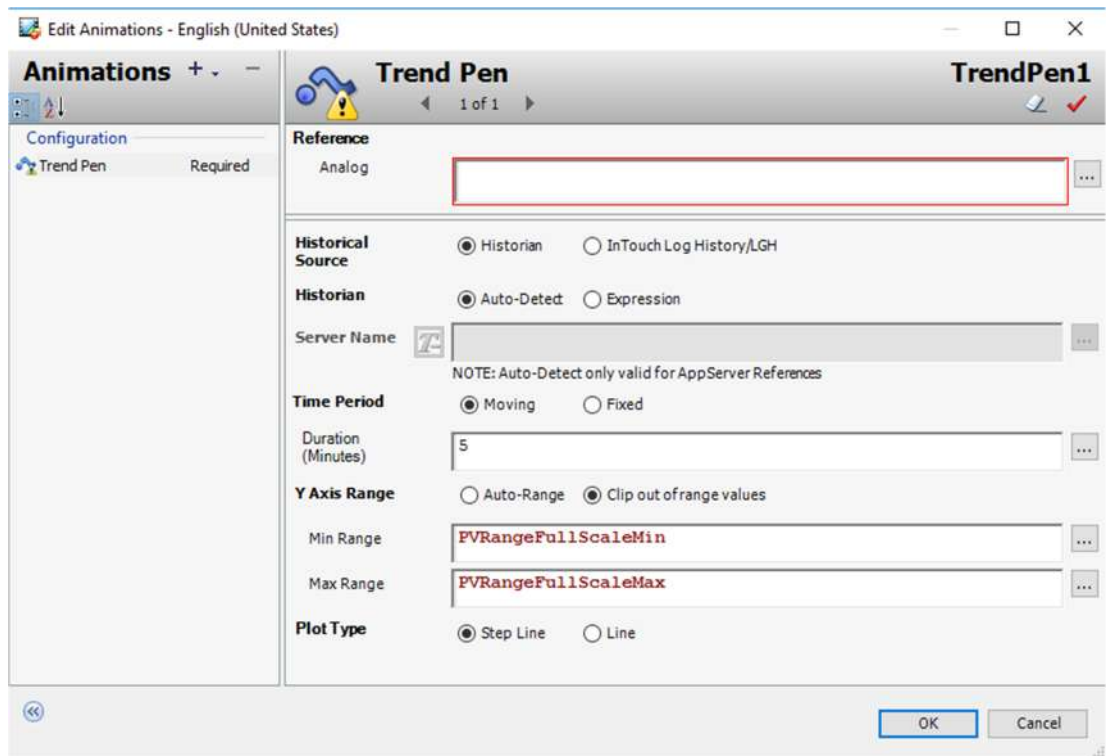 Edit Animations - English (United States)
Animations
Trend Pen
TrendPen1
1 of 1
Configuration
Trend Pen Required
Reference
Analog
...
Historical Source
Historian InTouch Log History/LGH
Historian
Auto-Detect Expression
Server Name
...
NOTE: Auto-Detect only valid for AppServer References
Time Period
Moving Fixed
Duration
(Minutes)
5
...
Y Axis Range
Auto-Range Clip out of range values
Min Range
PVRangeFullScaleMin
...
Max Range
PVRangeFullScaleMax
...
Plot Type
Step Line Line
OK Cancel